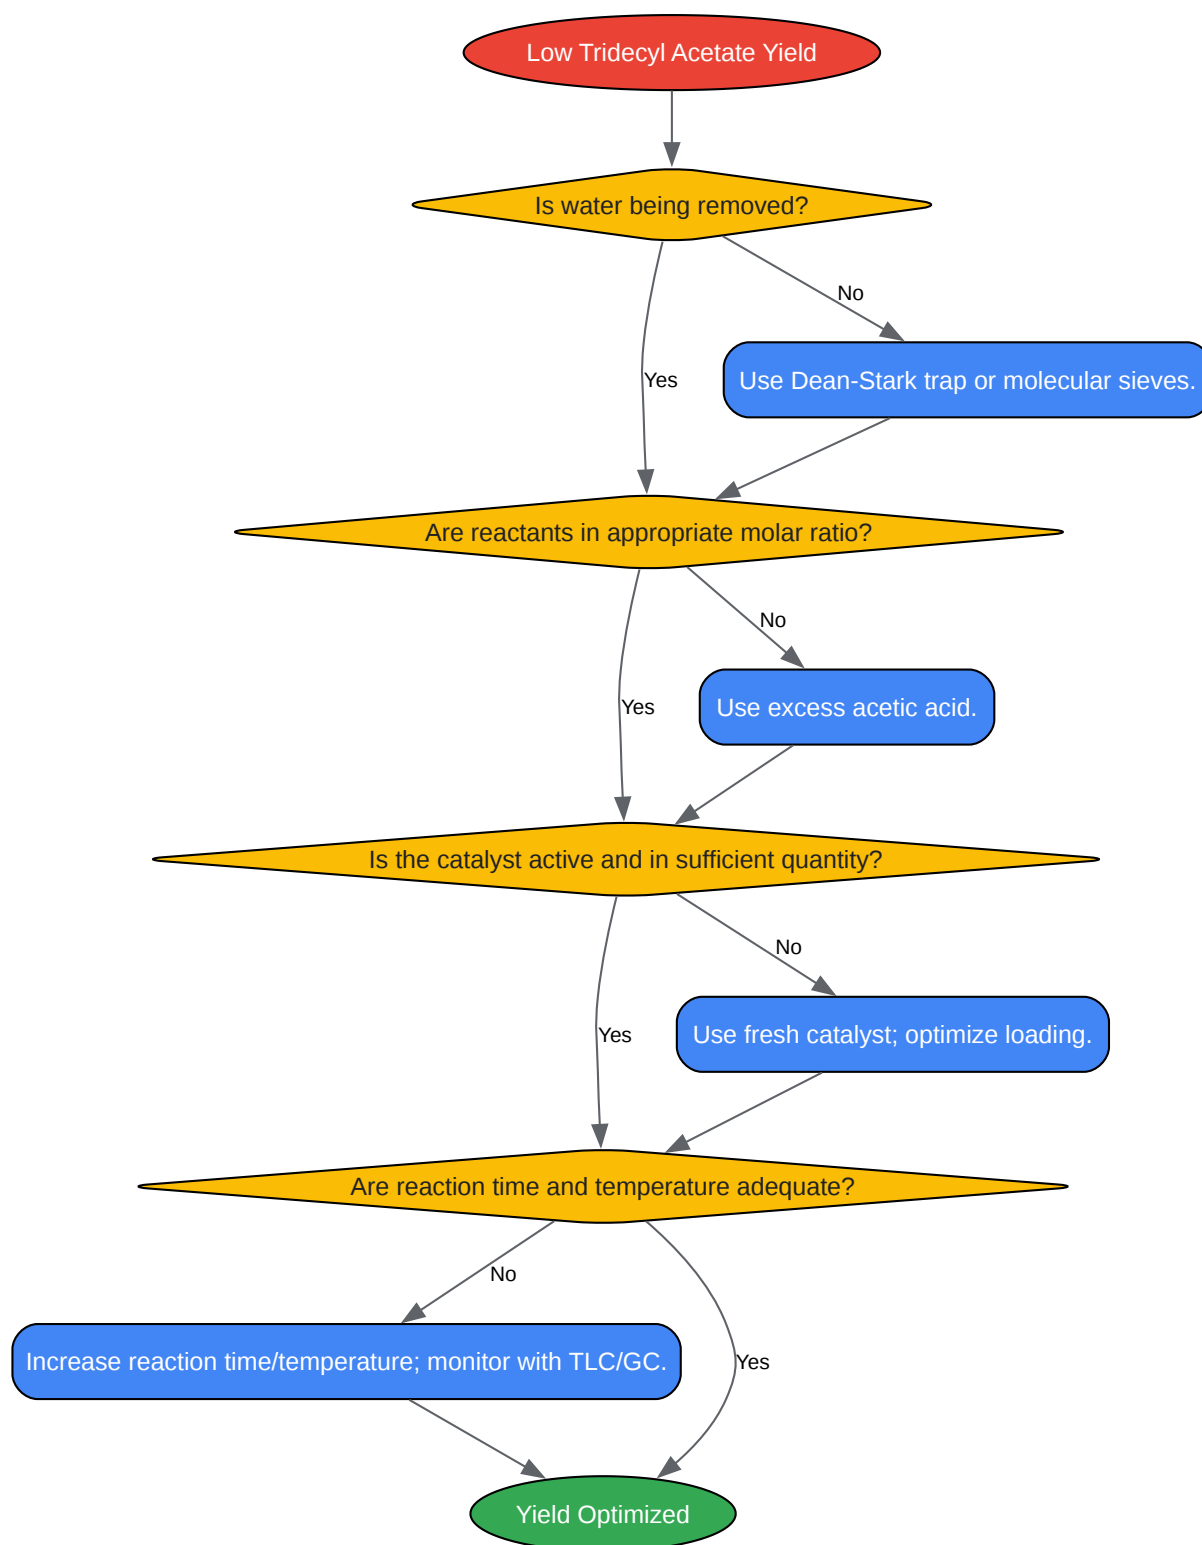 Low Tridecyl Acetate Yield
Is water being removed?
No
Yes
Use Dean-Stark trap or molecular sieves.
Are reactants in appropriate molar ratio?
No
Yes
Use excess acetic acid.
Is the catalyst active and in sufficient quantity?
No
Yes
Use fresh catalyst; optimize loading.
Are reaction time and temperature adequate?
No
Increase reaction time/temperature; monitor with TLC/GC.
Yes
Yield Optimized